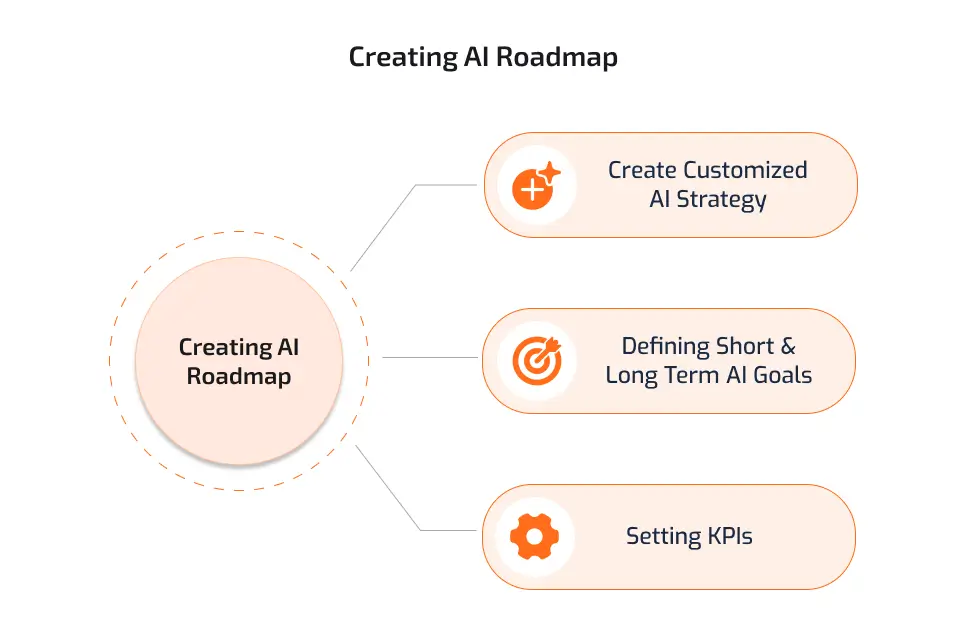 Creating AI Roadmap
Creating AI
Roadmap
Create Customized
AI Strategy
Defining Short &
Long Term AI Goals
Setting KPIs